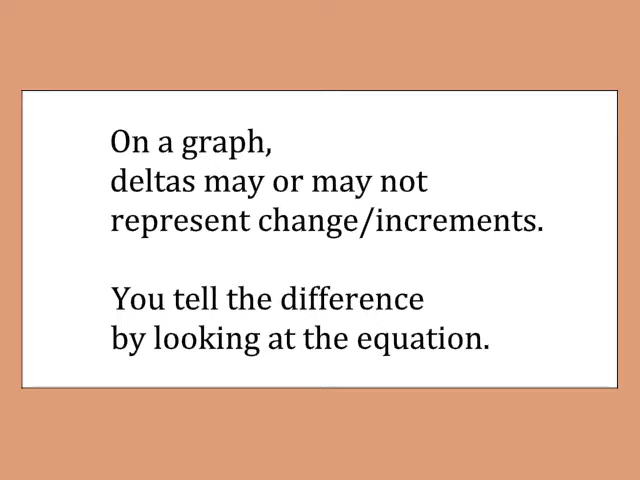 On a graph,
deltas may or may not
represent change/increments.
You tell the difference
by looking at the equation.